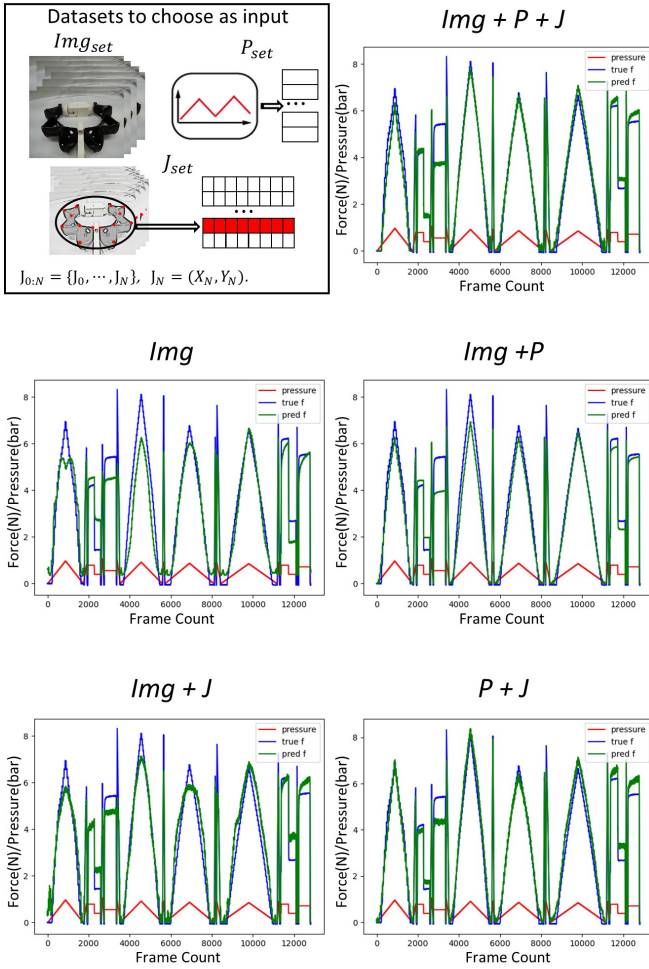 Datasets to choose as input
Img_set
P_set
J_set
J_{0:N} = {J_0, ⋯, J_N}, J_N = (X_N, Y_N).
Img + P + J
pressure
true f
pred f
Force(N)/Pressure(bar)
8
6
4
2
0
0 2000 4000 6000 8000 10000 12000
Frame Count
Img
pressure
true f
pred f
Force(N)/Pressure(bar)
8
6
4
2
0
0 2000 4000 6000 8000 10000 12000
Frame Count
Img +P
pressure
true f
pred f
Force(N)/Pressure(bar)
8
6
4
2
0
0 2000 4000 6000 8000 10000 12000
Frame Count
Img + J
pressure
true f
pred f
Force(N)/Pressure(bar)
8
6
4
2
0
0 2000 4000 6000 8000 10000 12000
Frame Count
P + J
pressure
true f
pred f
Force(N)/Pressure(bar)
8
6
4
2
0
0 2000 4000 6000 8000 10000 12000
Frame Count